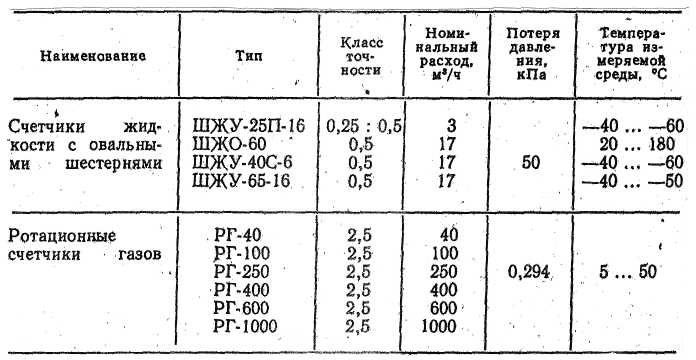 Наименование Тип Класс точ-ности Номи-нальный расход, м³/ч Потеря давле-ния, кПа Темпера-тура из-меряемой среды, °С
Счетчики жид- ШЖУ-25П-16 0,25 : 0,5 3 —40 ... —60
кости с овальны- ШЖО-60 0,5 17 20 ... 180
ми шестернями ШЖУ-40С-6 0,5 17 50 —40 ... —60
ШЖУ-65-16 0,5 17 —40 ... —50
Ротационные РГ-40 2,5 40
счетчики газов РГ-100 2,5 100
РГ-250 2,5 250 0,294 5 ... 50
РГ-400 2,5 400
РГ-600 2,5 600
РГ-1000 2,5 1000